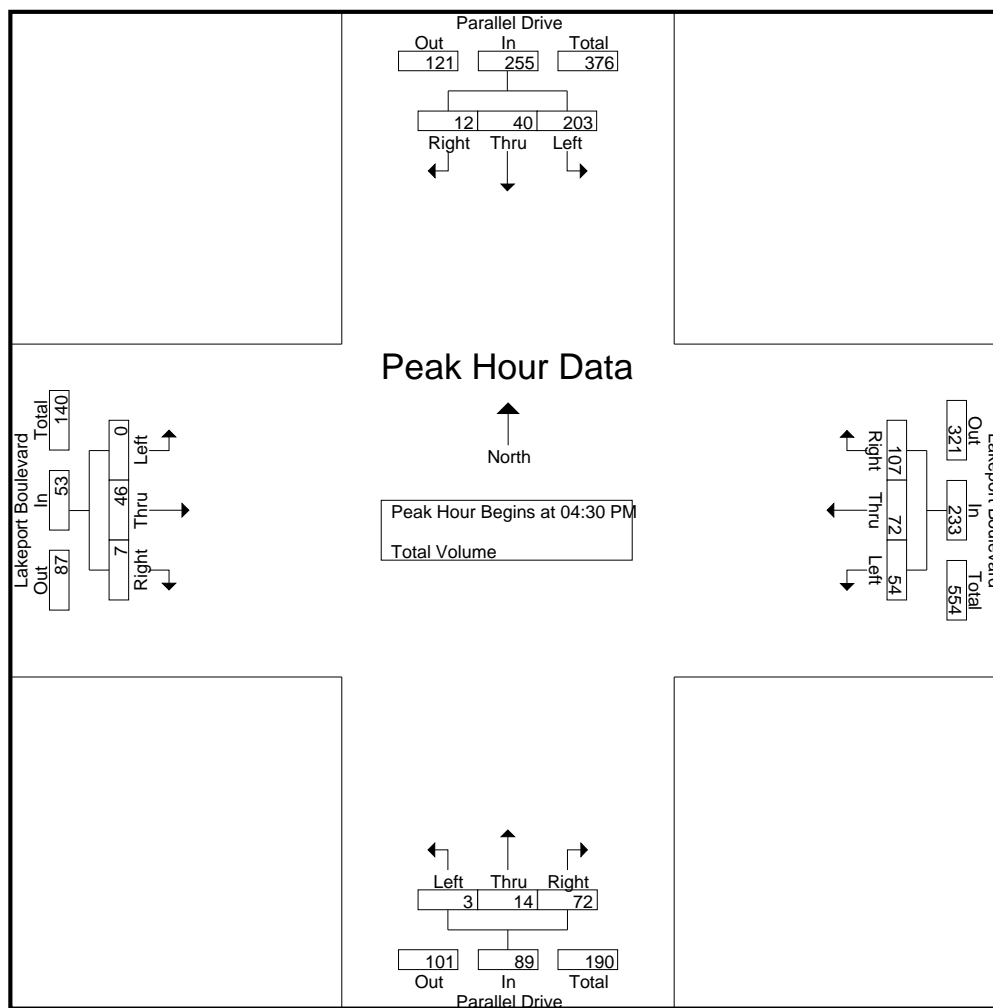 Parallel Drive
Out In Total
121 255 376
12 40 203
Right Thru Left
Peak Hour Data
North
Peak Hour Begins at 04:30 PM
Total Volume
Lakeport Boulevard
Out In Total
87 53 140
7 46 0
Right Thru Left
Lakeport Boulevard
Out In Total
321 233 554
107 72 54
Right Thru Left
Left Thru Right
3 14 72
101 89 190
Out In Total
Parallel Drive